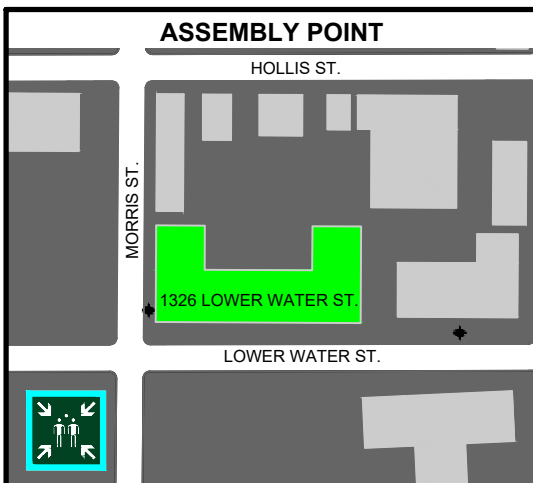 ASSEMBLY POINT
HOLLIS ST.
MORRIS ST.
1326 LOWER WATER ST.
LOWER WATER ST.